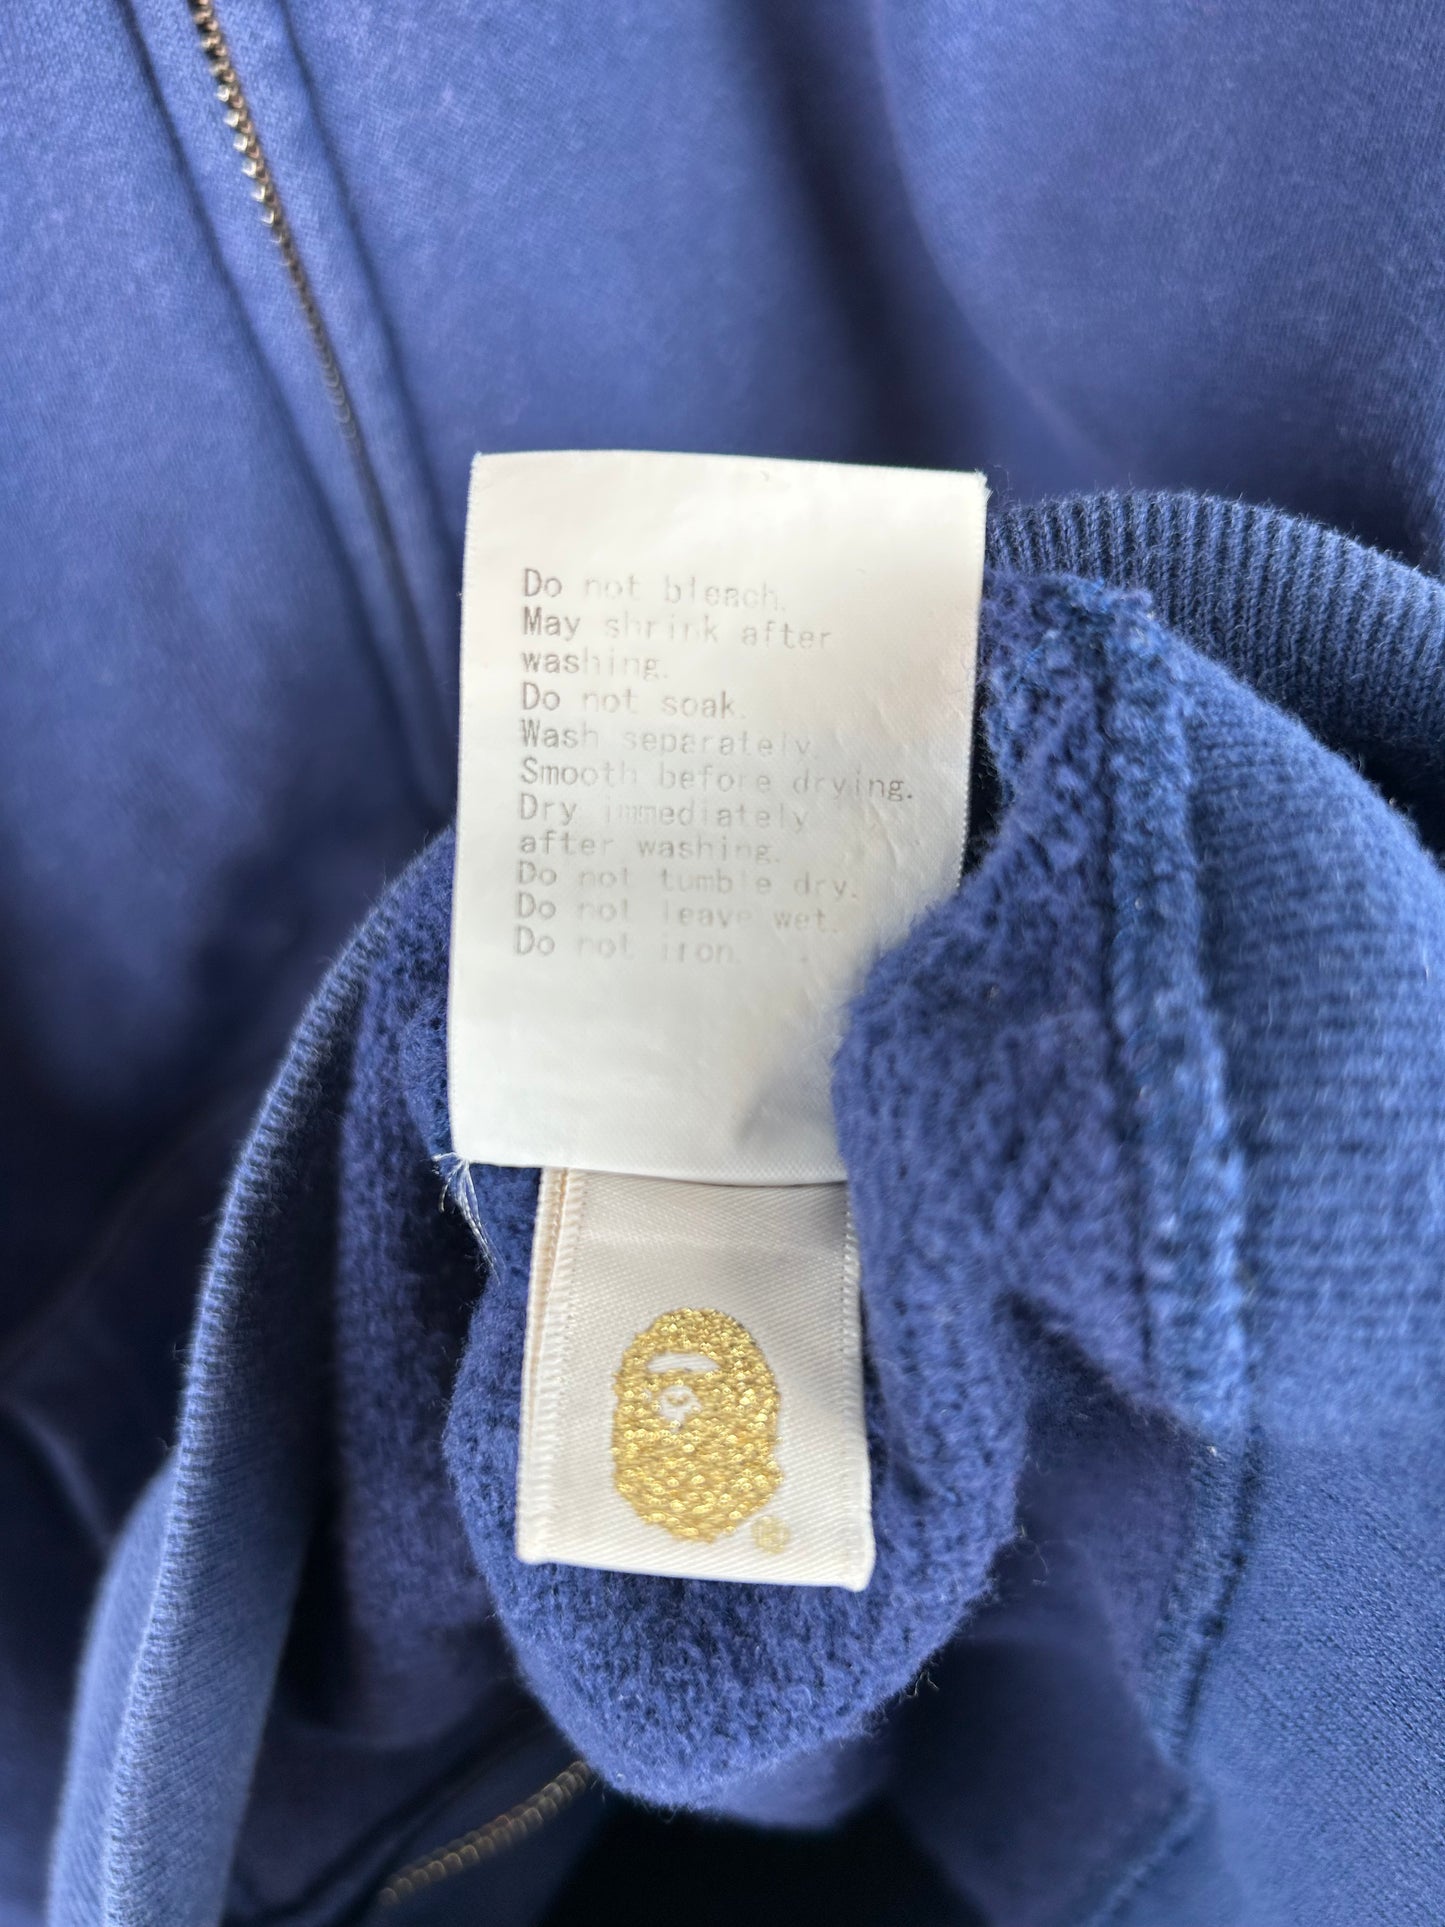 Do not bleach.
May shrink after
washing.
Do not soak.
Wash separately.
Smooth before drying.
Dry immediately
after washing.
Do not tumble dry.
Do not leave wet.
Do not iron.
®